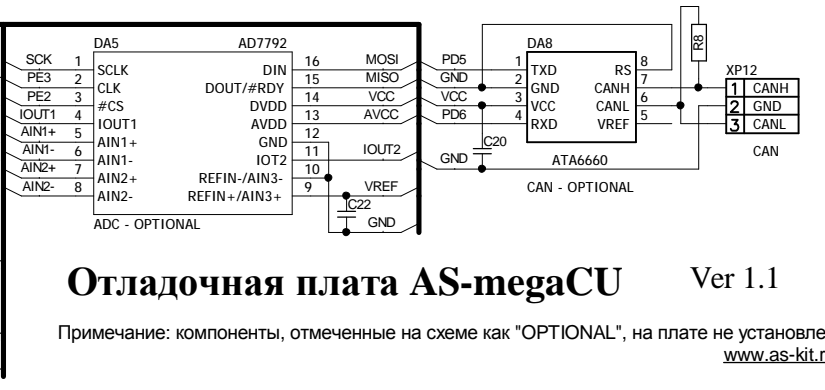 DA5 AD7792
SCK 1 SCLK DIN 16 MOSI
PE3 2 CLK DOUT/#RDY 15 MISO
PE2 3 #CS DVDD 14 VCC
IOUT1 4 IOUT1 AVDD 13 AVCC
AIN1+ 5 AIN1+ GND 12
AIN1- 6 AIN1- IOT2 11 IOUT2
AIN2+ 7 AIN2+ REFIN-/AIN3- 10
AIN2- 8 AIN2- REFIN+/AIN3+ 9 VREF
C22
GND
ADC - OPTIONAL
DA8
PD5 1 TXD RS 8
GND 2 GND CANH 7
VCC 3 VCC CANL 6
PD6 4 RXD VREF 5
C20
GND
ATA6660
CAN - OPTIONAL
R8
XP12
1 CANH
2 GND
3 CANL
CAN
Отладочная плата AS-megaCU Ver 1.1
Примечание: компоненты, отмеченные на схеме как "OPTIONAL", на плате не установле
www.as-kit.r